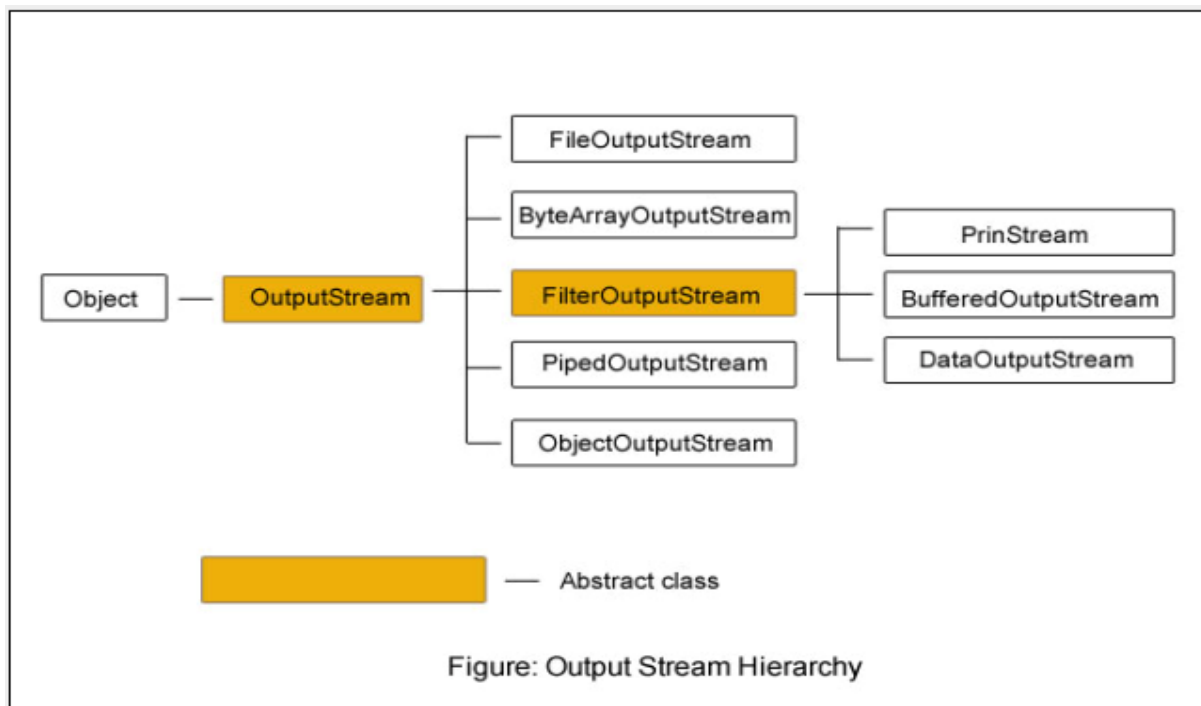 FileOutputStream
ByteArrayOutputStream
PrinStream
Object
OutputStream
FilterOutputStream
BufferedOutputStream
PipedOutputStream
DataOutputStream
ObjectOutputStream
Abstract class
Figure: Output Stream Hierarchy